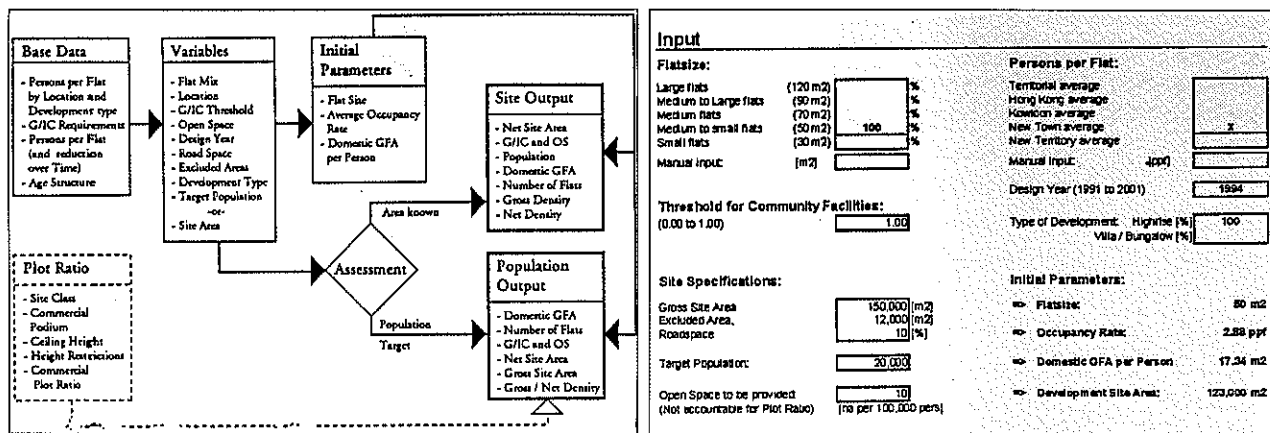 Base Data
- Persons per Flat
by Location and
Development type
- G/IC Requirements
- Persons per Flat
(and reduction
over Time)
- Age Structure
Variables
- Flat Mix
- Location
- G/IC Threshold
- Open Space
- Design Year
- Road Space
- Excluded Areas
- Development Type
- Target Population
-or-
- Site Area
Initial
Parameters
- Flat Size
- Average Occupancy
Rate
- Domestic GFA
per Person
Site Output
- Net Site Area
- G/IC and OS
- Population
- Domestic GFA
- Number of Flats
- Gross Density
- Net Density
Area known
Assessment
Population
Target
Population
Output
- Domestic GFA
- Number of Flats
- G/IC and OS
- Net Site Area
- Gross Site Area
- Gross / Net Density
Plot Ratio
- Site Class
- Commercial
Podium
- Ceiling Height
- Height Restrictions
- Commercial
Plot Ratio
Input
Flatsize:
Large flats (120 m2) %
Medium to Large flats (90 m2) %
Medium flats (70 m2) %
Medium to small flats (50 m2) 100 %
Small flats (30 m2) %
Manual Input: [m2]
Threshold for Community Facilities:
(0.00 to 1.00) 1.00
Site Specifications:
Gross Site Area 150,000 [m2]
Excluded Area, 12,000 [m2]
Roadspace 10 [%]
Target Population: 20,000
Open Space to be provided 10
(Not accountable for Plot Ratio) [ha per 100,000 pers]
Persons per Flat:
Territorial average
Hong Kong average
Kowloon average
New Town average x
New Territory average
Manual Input: [ppf]
Design Year (1991 to 2001) 1994
Type of Development: Highrise [%] 100
Villa / Bungalow [%]
Initial Parameters:
=> Flatsize: 50 m2
=> Occupancy Rate: 2.88 ppf
=> Domestic GFA per Person: 17.34 m2
=> Development Site Area: 123,000 m2